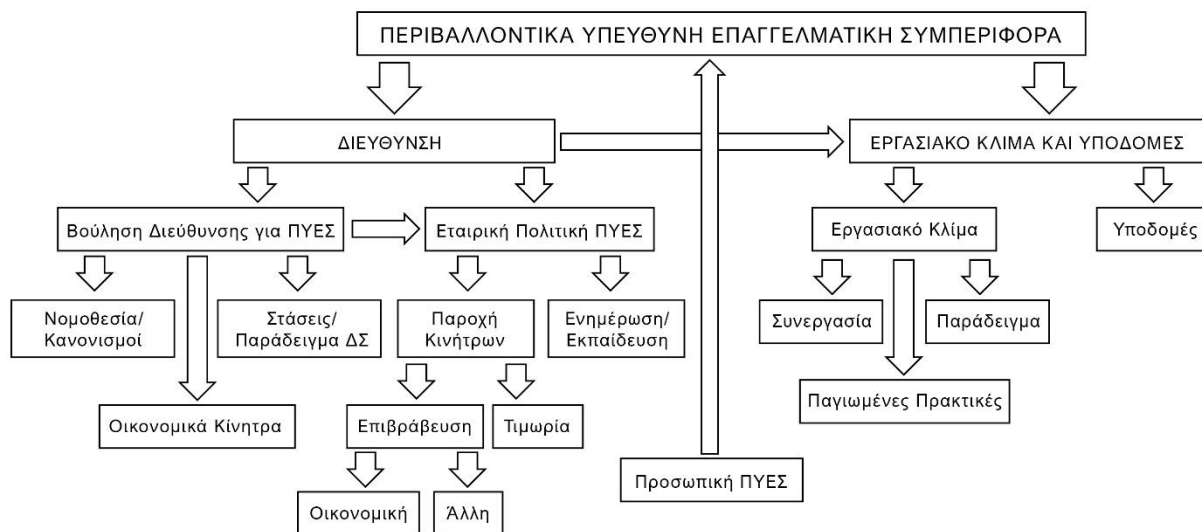 ΠΕΡΙΒΑΛΛΟΝΤΙΚΑ ΥΠΕΥΘΥΝΗ ΕΠΑΓΓΕΛΜΑΤΙΚΗ ΣΥΜΠΕΡΙΦΟΡΑ
ΔΙΕΥΘΥΝΣΗ
ΕΡΓΑΣΙΑΚΟ ΚΛΙΜΑ ΚΑΙ ΥΠΟΔΟΜΕΣ
Βούληση Διεύθυνσης για ΠΥΕΣ
Εταιρική Πολιτική ΠΥΕΣ
Εργασιακό Κλίμα
Υποδομές
Νομοθεσία/
Κανονισμοί
Στάσεις/
Παράδειγμα ΔΣ
Παροχή
Κινήτρων
Ενημέρωση/
Εκπαίδευση
Συνεργασία
Παράδειγμα
Παγιωμένες Πρακτικές
Οικονομικά Κίνητρα
Επιβράβευση
Τιμωρία
Προσωπική ΠΥΕΣ
Οικονομική
Άλλη